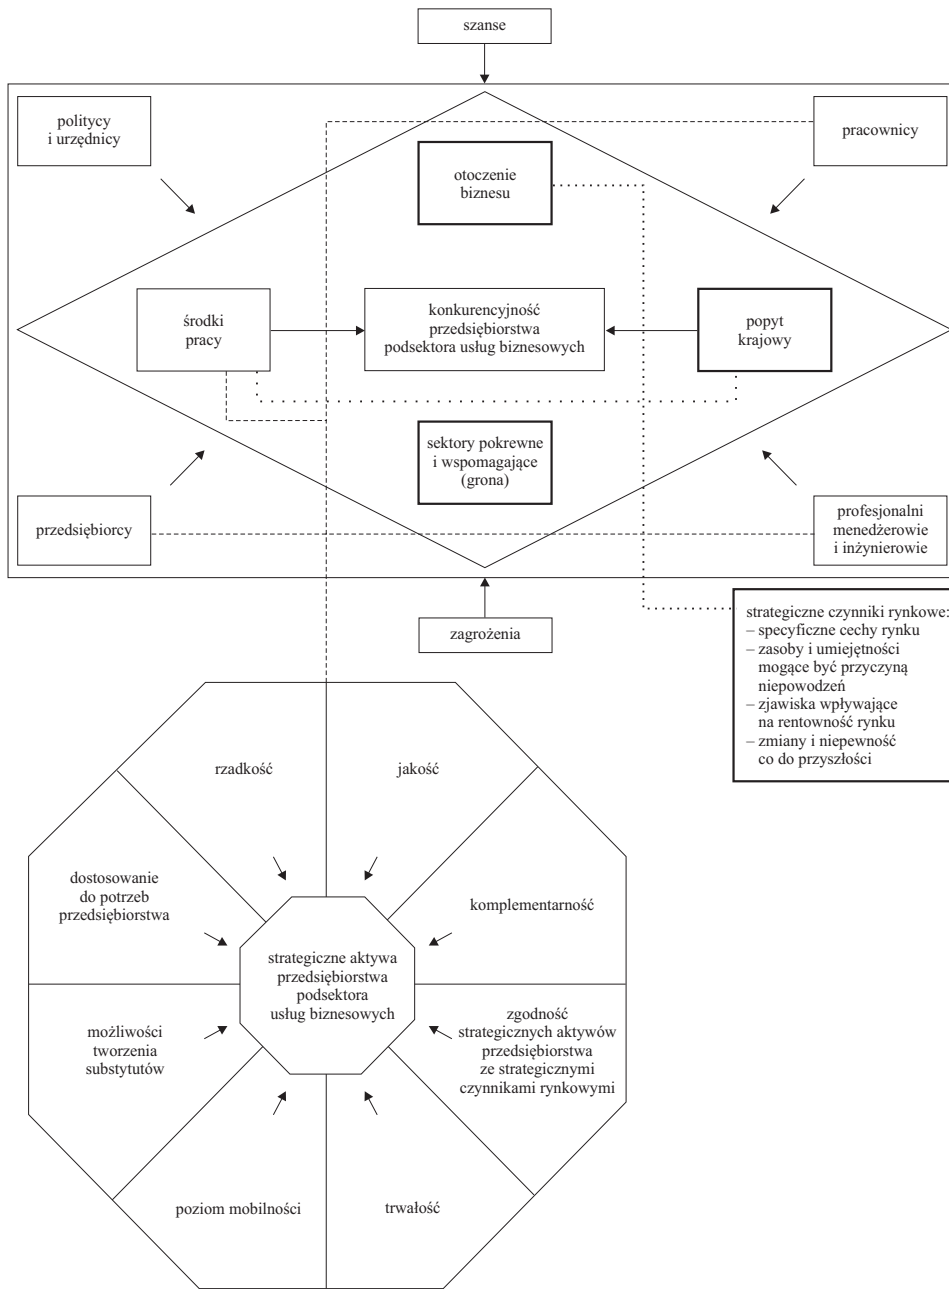 szanse
politycy
i urzędnicy
pracownicy
otoczenie
biznesu
środki
pracy
konkurencyjność
przedsiębiorstwa
podsektora usług biznesowych
popyt
krajowy
sektory pokrewne
i wspomagające
(grona)
przedsiębiorcy
profesjonalni
menedżerowie
i inżynierowie
zagrożenia
strategiczne czynniki rynkowe:
– specyficzne cechy rynku
– zasoby i umiejętności
mogące być przyczyną
niepowodzeń
– zjawiska wpływające
na rentowność rynku
– zmiany i niepewność
co do przyszłości
rzadkość
jakość
dostosowanie
do potrzeb
przedsiębiorstwa
komplementarność
strategiczne aktywa
przedsiębiorstwa
podsektora
usług biznesowych
możliwości
tworzenia
substytutów
zgodność
strategicznych aktywów
przedsiębiorstwa
ze strategicznymi
czynnikami rynkowymi
poziom mobilności
trwałość